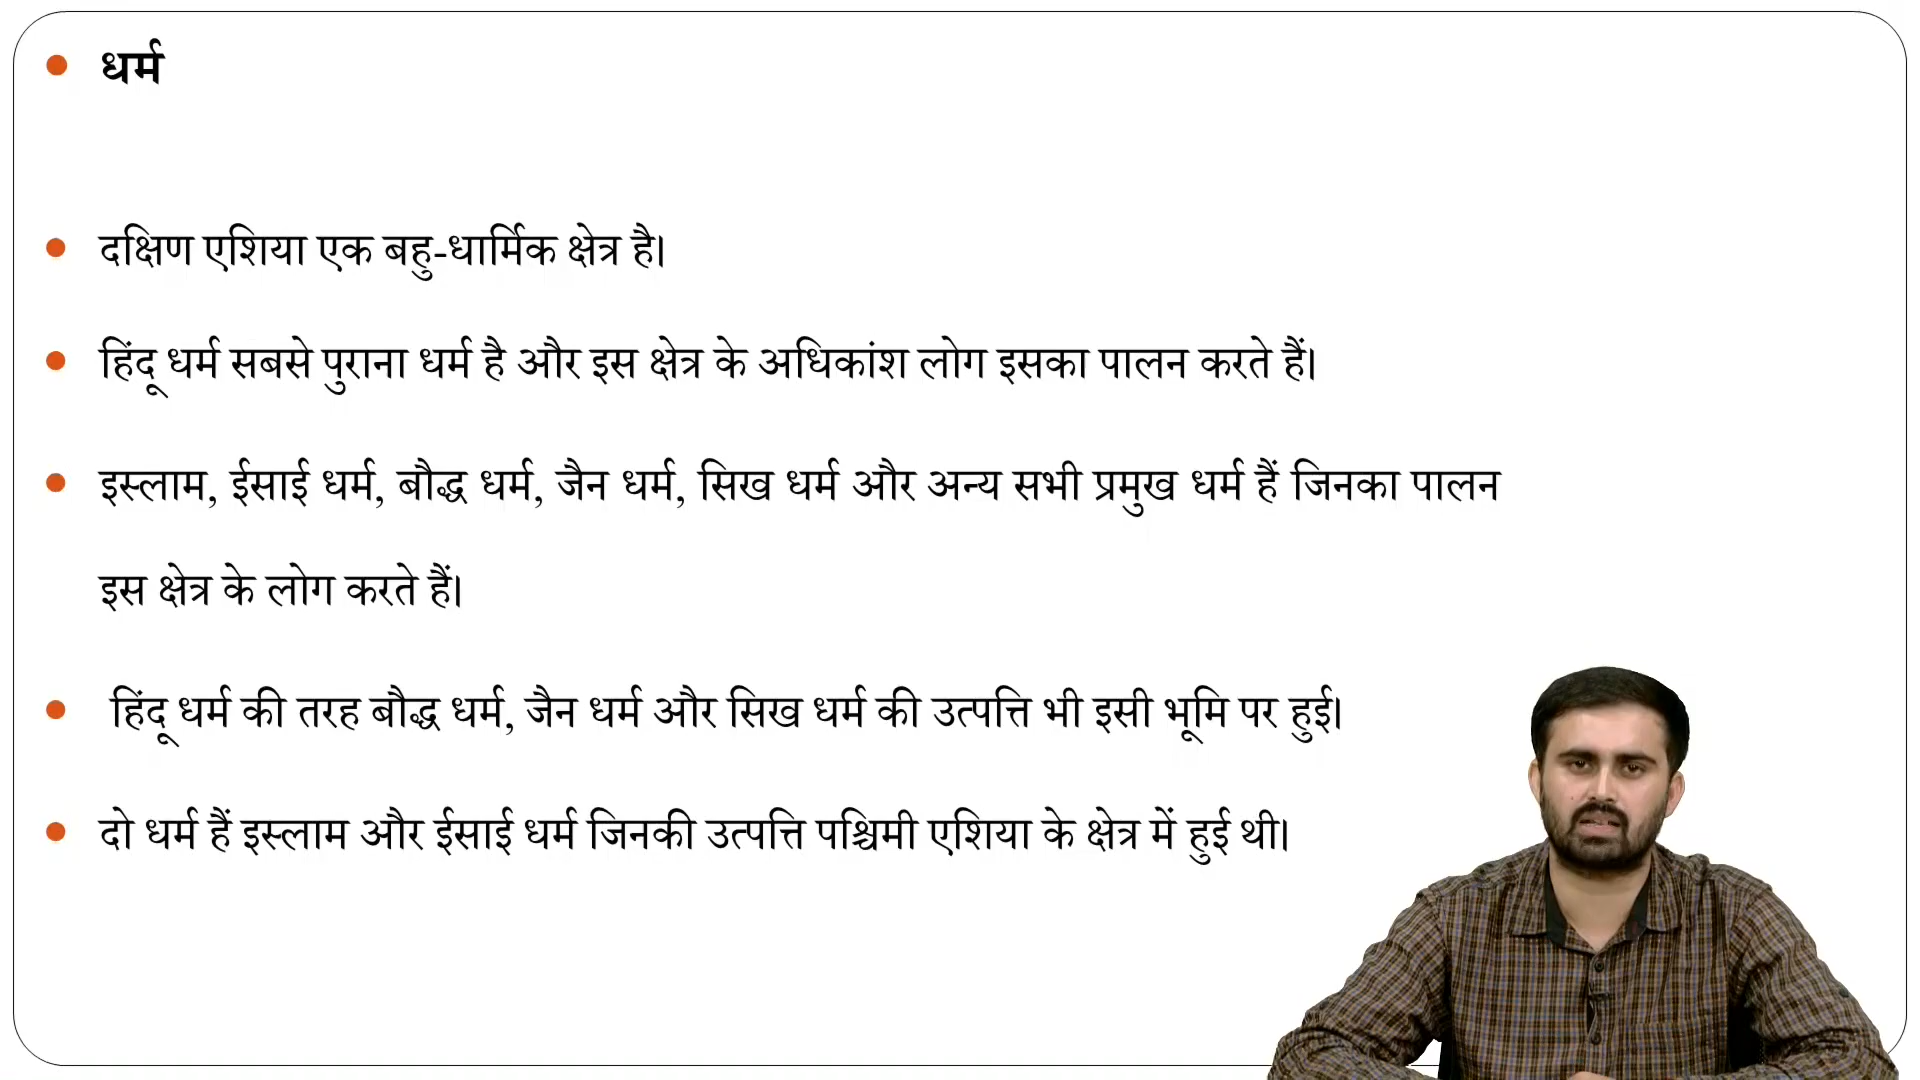 धर्म
दक्षिण एशिया एक बहु-धार्मिक क्षेत्र है।
हिंदू धर्म सबसे पुराना धर्म है और इस क्षेत्र के अधिकांश लोग इसका पालन करते हैं।
इस्लाम, ईसाई धर्म, बौद्ध धर्म, जैन धर्म, सिख धर्म और अन्य सभी प्रमुख धर्म हैं जिनका पालन
इस क्षेत्र के लोग करते हैं।
हिंदू धर्म की तरह बौद्ध धर्म, जैन धर्म और सिख धर्म की उत्पत्ति भी इसी भूमि पर हुई।
दो धर्म हैं इस्लाम और ईसाई धर्म जिनकी उत्पत्ति पश्चिमी एशिया के क्षेत्र में हुई थी।